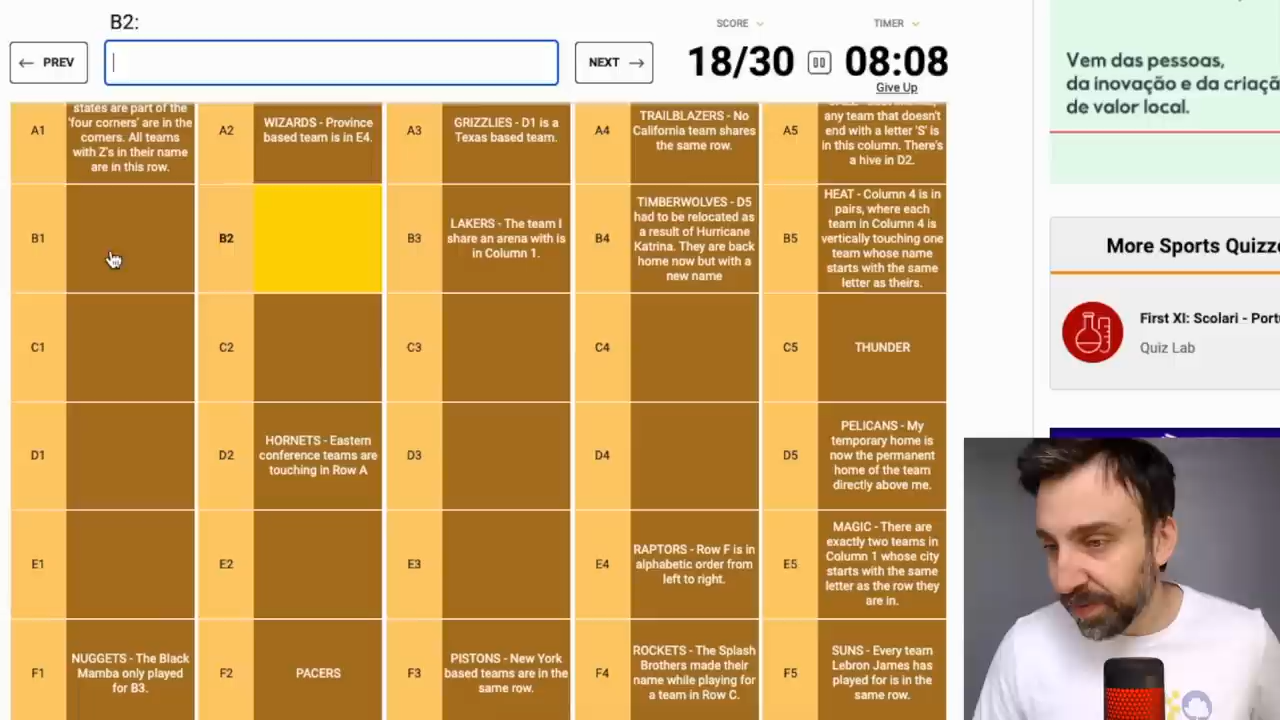 B2:
← PREV
NEXT →
SCORE
18/30
TIMER
08:08
Give Up
A1
states are part of the
'four corners' are in the
corners. All teams
with Z's in their name
are in this row.
A2
WIZARDS - Province
based team is in E4.
A3
GRIZZLIES - D1 is a
Texas based team.
A4
TRAILBLAZERS - No
California team shares
the same row.
A5
any team that doesn't
end with a letter 'S' is
in this column. There's
a hive in D2.
B1
B2
B3
LAKERS - The team I
share an arena with is
in Column 1.
B4
TIMBERWOLVES - D5
had to be relocated as
a result of Hurricane
Katrina. They are back
home now but with a
new name
B5
HEAT - Column 4 is in
pairs, where each
team in Column 4 is
vertically touching one
team whose name
starts with the same
letter as theirs.
C1
C2
C3
C4
C5
THUNDER
D1
D2
HORNETS - Eastern
conference teams are
touching in Row A
D3
D4
D5
PELICANS - My
temporary home is
now the permanent
home of the team
directly above me.
E1
E2
E3
E4
RAPTORS - Row F is in
alphabetic order from
left to right.
E5
MAGIC - There are
exactly two teams in
Column 1 whose city
starts with the same
letter as the row they
are in.
F1
NUGGETS - The Black
Mamba only played
for B3.
F2
PACERS
F3
PISTONS - New York
based teams are in the
same row.
F4
ROCKETS - The Splash
Brothers made their
name while playing for
a team in Row C.
F5
SUNS - Every team
Lebron James has
played for is in the
same row.
Vem das pessoas,
da inovação e da criaçã
de valor local.
More Sports Quizz
First XI: Scolari - Port
Quiz Lab